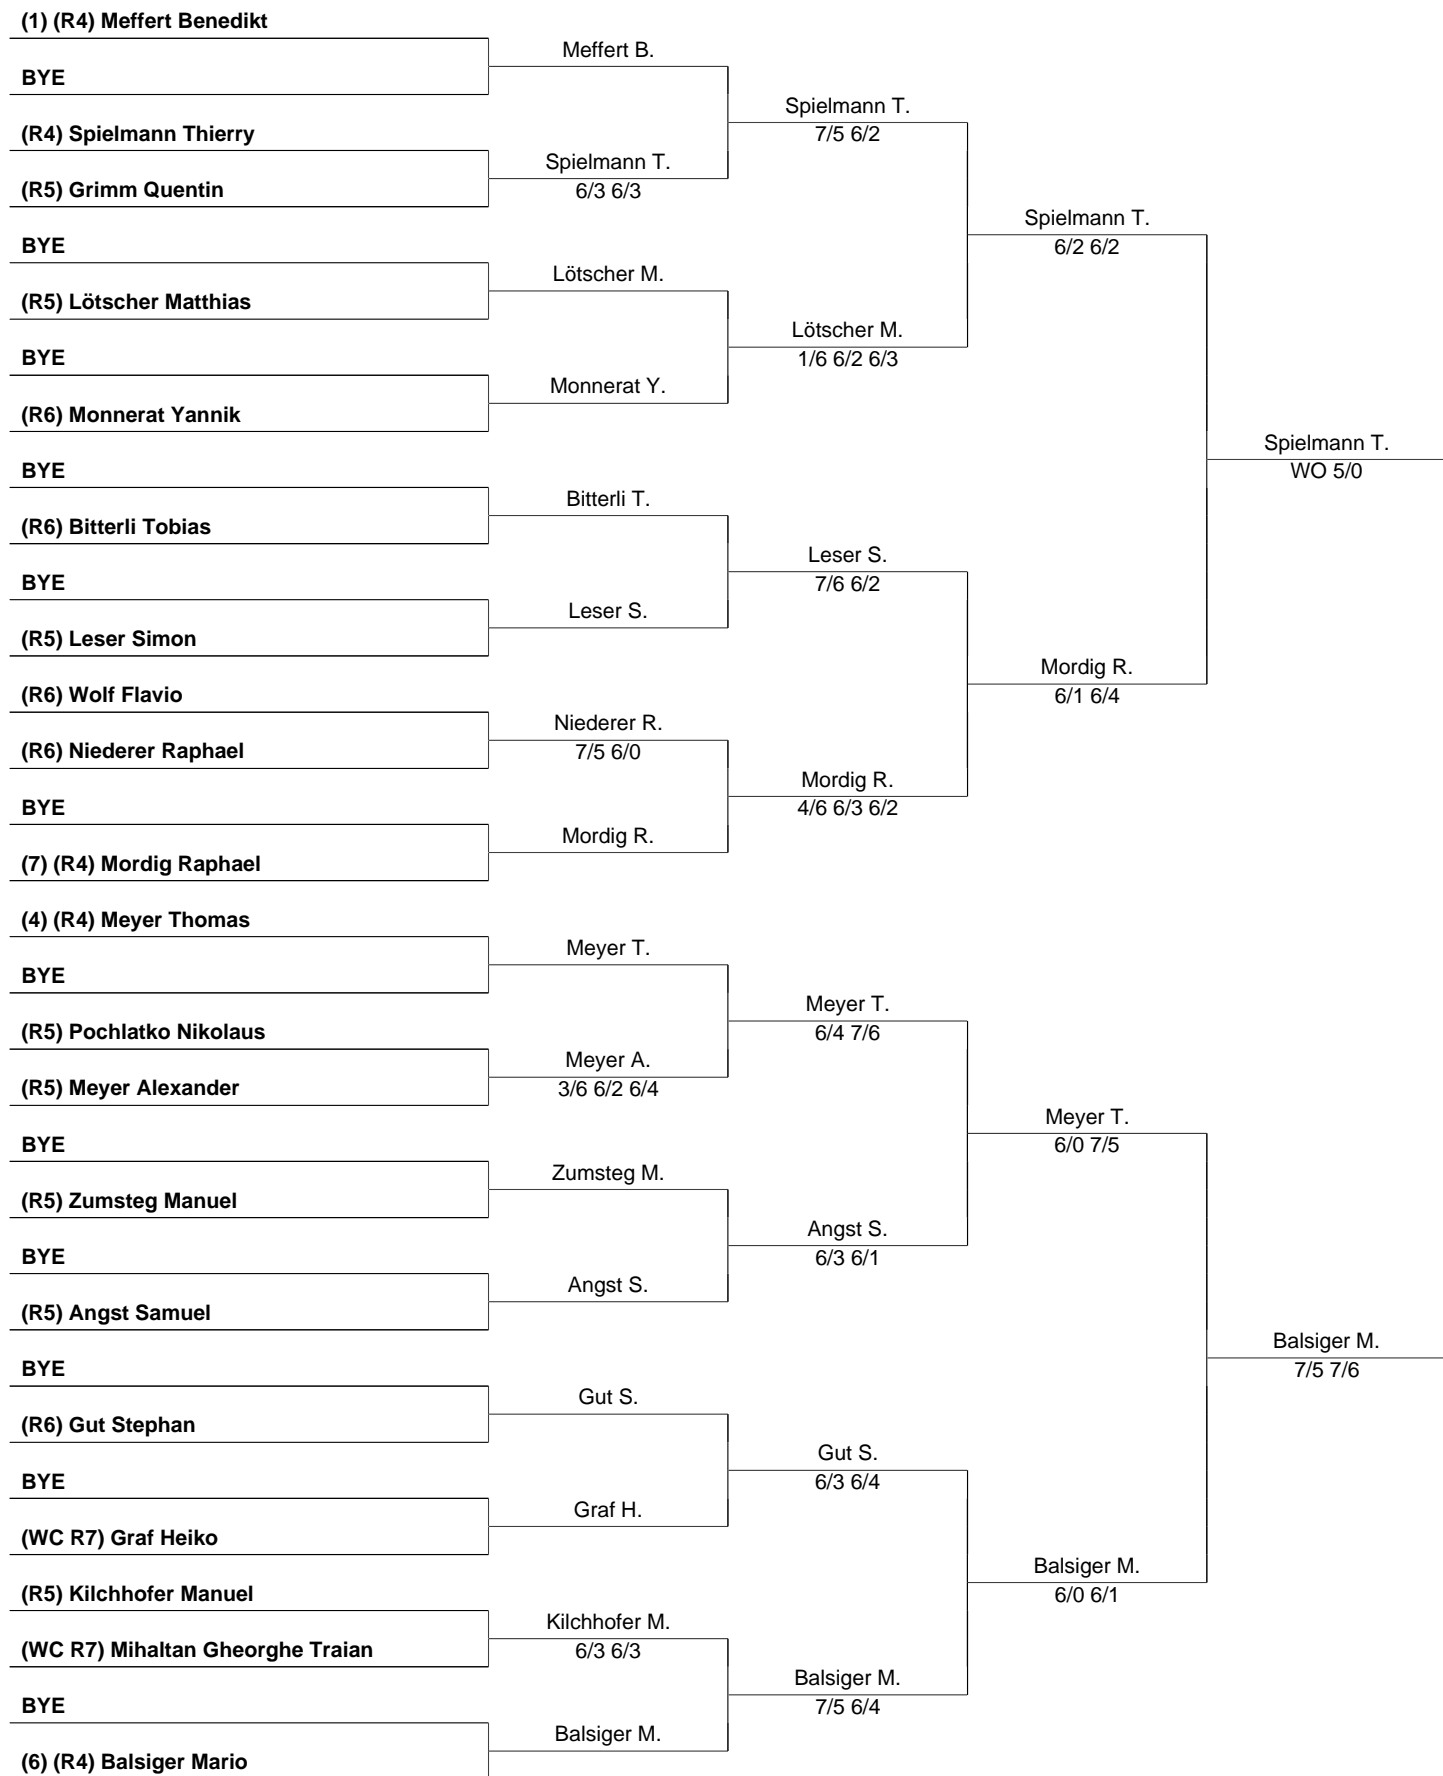 (1) (R4) Meffert Benedikt
Meffert B.
BYE
Spielmann T.
7/5 6/2
(R4) Spielmann Thierry
Spielmann T.
6/3 6/3
(R5) Grimm Quentin
Spielmann T.
6/2 6/2
BYE
Lötscher M.
(R5) Lötscher Matthias
Lötscher M.
1/6 6/2 6/3
BYE
Monnerat Y.
(R6) Monnerat Yannik
Spielmann T.
WO 5/0
BYE
Bitterli T.
(R6) Bitterli Tobias
Leser S.
7/6 6/2
BYE
Leser S.
(R5) Leser Simon
Mordig R.
6/1 6/4
(R6) Wolf Flavio
Niederer R.
7/5 6/0
(R6) Niederer Raphael
Mordig R.
4/6 6/3 6/2
BYE
Mordig R.
(7) (R4) Mordig Raphael
(4) (R4) Meyer Thomas
Meyer T.
BYE
Meyer T.
6/4 7/6
(R5) Pochlatko Nikolaus
Meyer A.
3/6 6/2 6/4
(R5) Meyer Alexander
Meyer T.
6/0 7/5
BYE
Zumsteg M.
(R5) Zumsteg Manuel
Angst S.
6/3 6/1
BYE
Angst S.
(R5) Angst Samuel
Balsiger M.
7/5 7/6
BYE
Gut S.
(R6) Gut Stephan
Gut S.
6/3 6/4
BYE
Graf H.
(WC R7) Graf Heiko
Balsiger M.
6/0 6/1
(R5) Kilchhofer Manuel
Kilchhofer M.
6/3 6/3
(WC R7) Mihaltan Gheorghe Traian
Balsiger M.
7/5 6/4
BYE
Balsiger M.
(6) (R4) Balsiger Mario